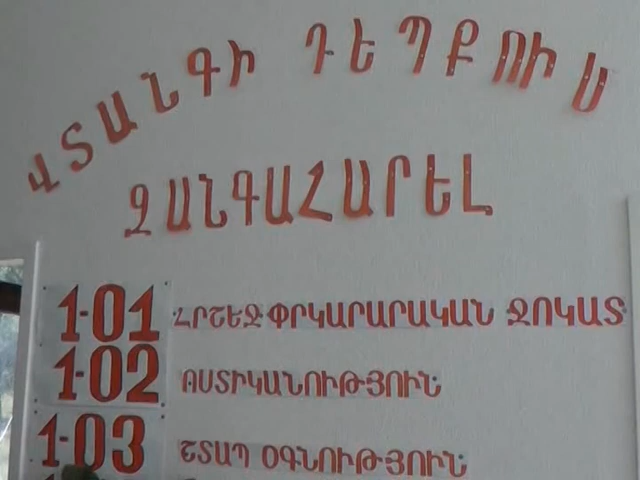 ՎՏԱՆԳԻ ԴԵՊՔՈՒՄ
ԶԱՆԳԱՀԱՐԵԼ
1-01 ՀՐՇԵՋ ՓՐԿԱՐԱՐԱԿԱՆ ՋՈԿԱՏ
1-02 ՈՍՏԻԿԱՆՈՒԹՅՈՒՆ
1-03 ՇՏԱՊ ՕԳՆՈՒԹՅՈՒՆ